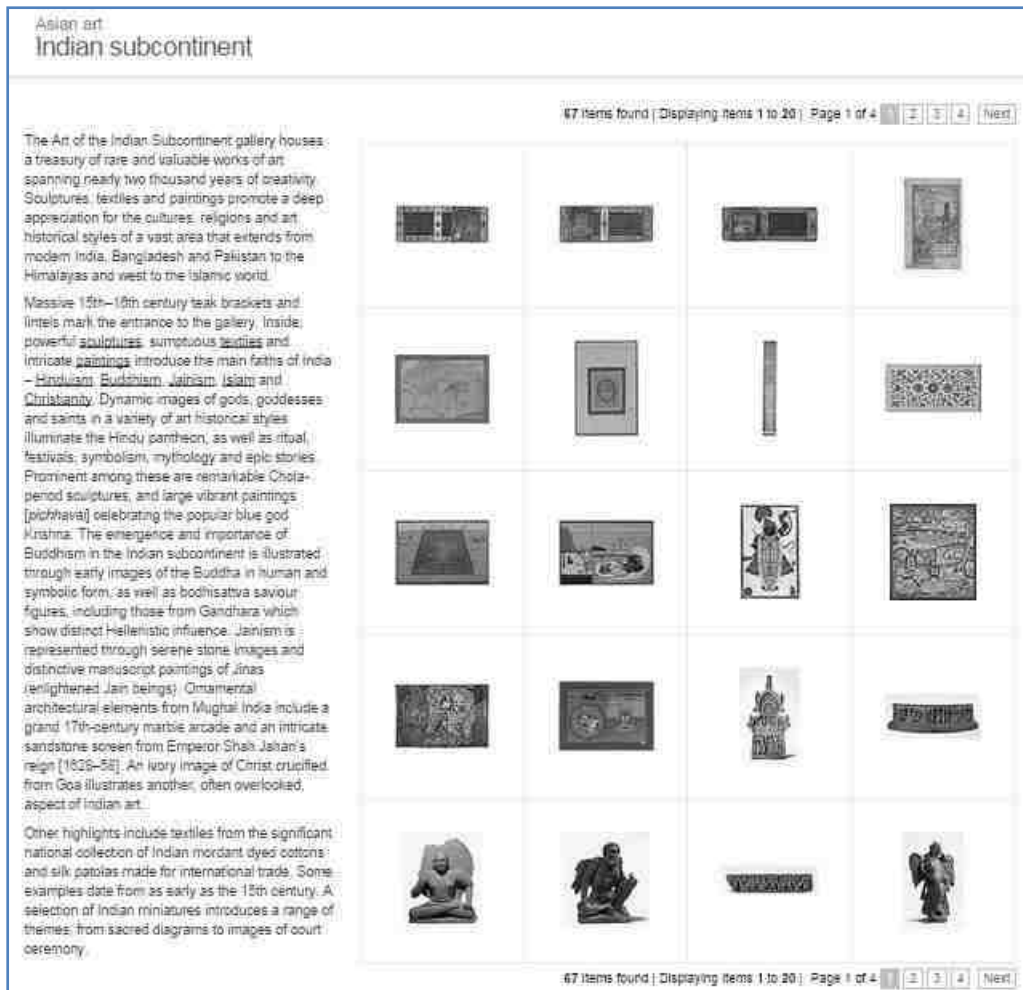 Asian art
Indian subcontinent
67 items found | Displaying items 1 to 20 | Page 1 of 4 1 2 3 4 Next
The Art of the Indian Subcontinent gallery houses
a treasury of rare and valuable works of art
spanning nearly two thousand years of creativity.
Sculptures, textiles and paintings promote a deep
appreciation for the cultures, religions and art
historical styles of a vast area that extends from
modern India, Bangladesh and Pakistan to the
Himalayas and west to the Islamic world.
Massive 15th–16th century teak brackets and
lintels mark the entrance to the gallery. Inside,
powerful sculptures, sumptuous textiles and
intricate paintings introduce the main faiths of India
– Hinduism, Buddhism, Jainism, Islam and
Christianity. Dynamic images of gods, goddesses
and saints in a variety of art historical styles
illuminate the Hindu pantheon, as well as ritual,
festivals, symbolism, mythology and epic stories.
Prominent among these are remarkable Chola-
period sculptures, and large vibrant paintings
[pichhavai] celebrating the popular blue god
Krishna. The emergence and importance of
Buddhism in the Indian subcontinent is illustrated
through early images of the Buddha in human and
symbolic form, as well as bodhisattva saviour
figures, including those from Gandhara which
show distinct Hellenistic influence. Jainism is
represented through serene stone images and
distinctive manuscript paintings of Jinas
(enlightened Jain beings). Ornamental
architectural elements from Mughal India include a
grand 17th-century marble arcade and an intricate
sandstone screen from Emperor Shah Jahan's
reign [1628–58]. An ivory image of Christ crucified
from Goa illustrates another, often overlooked,
aspect of Indian art.
Other highlights include textiles from the significant
national collection of Indian mordant dyed cottons
and silk patolas made for international trade. Some
examples date from as early as the 15th century. A
selection of Indian miniatures introduces a range of
themes, from sacred diagrams to images of court
ceremony.
67 items found | Displaying items 1 to 20 | Page 1 of 4 1 2 3 4 Next